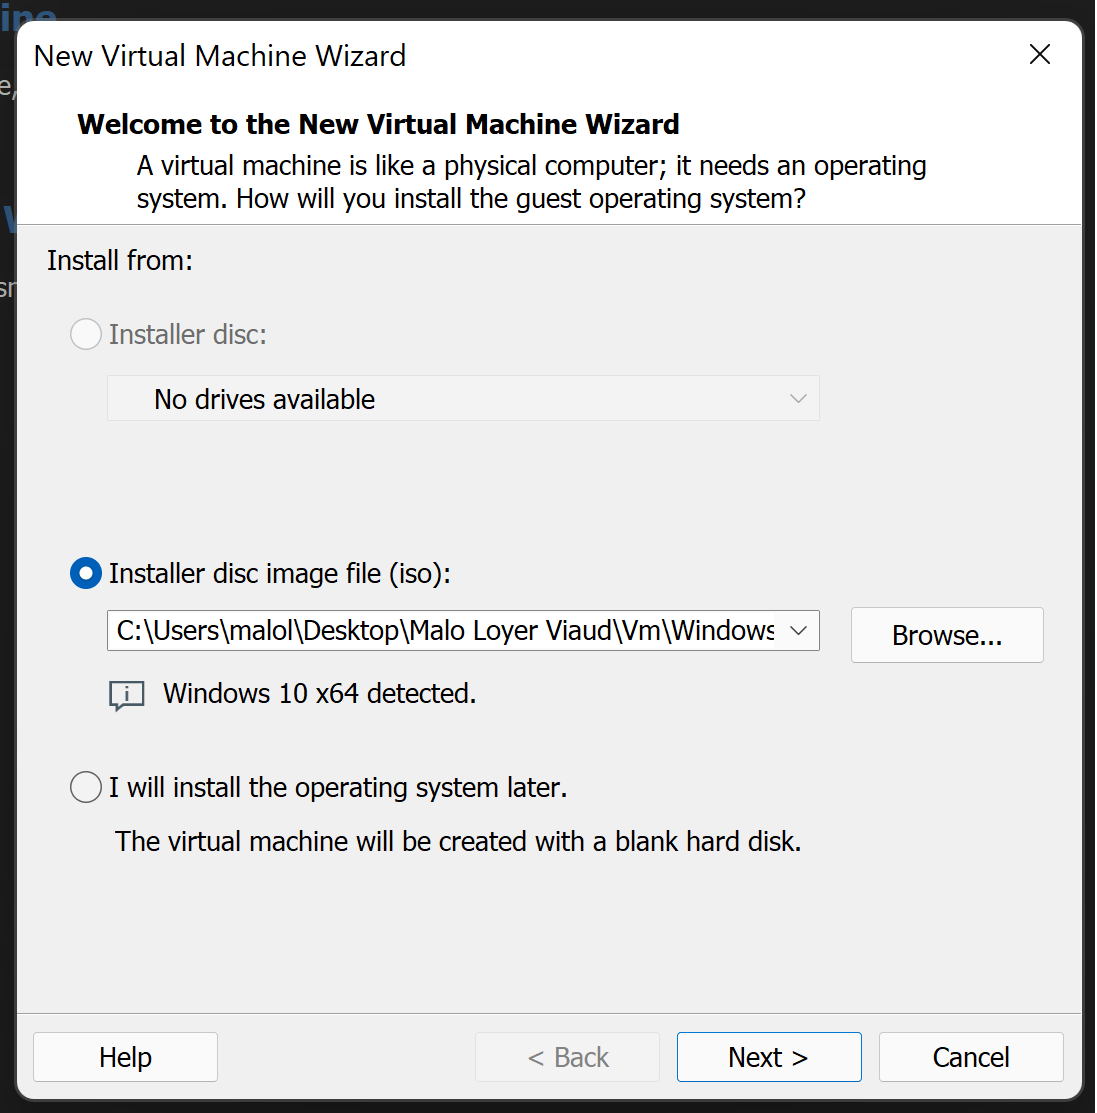 ine
New Virtual Machine Wizard
e,
Welcome to the New Virtual Machine Wizard
A virtual machine is like a physical computer; it needs an operating
system. How will you install the guest operating system?
Install from:
Installer disc:
No drives available
Installer disc image file (iso):
C:\Users\malol\Desktop\Malo Loyer Viaud\Vm\Windows
Browse...
Windows 10 x64 detected.
I will install the operating system later.
The virtual machine will be created with a blank hard disk.
Help
< Back
Next >
Cancel